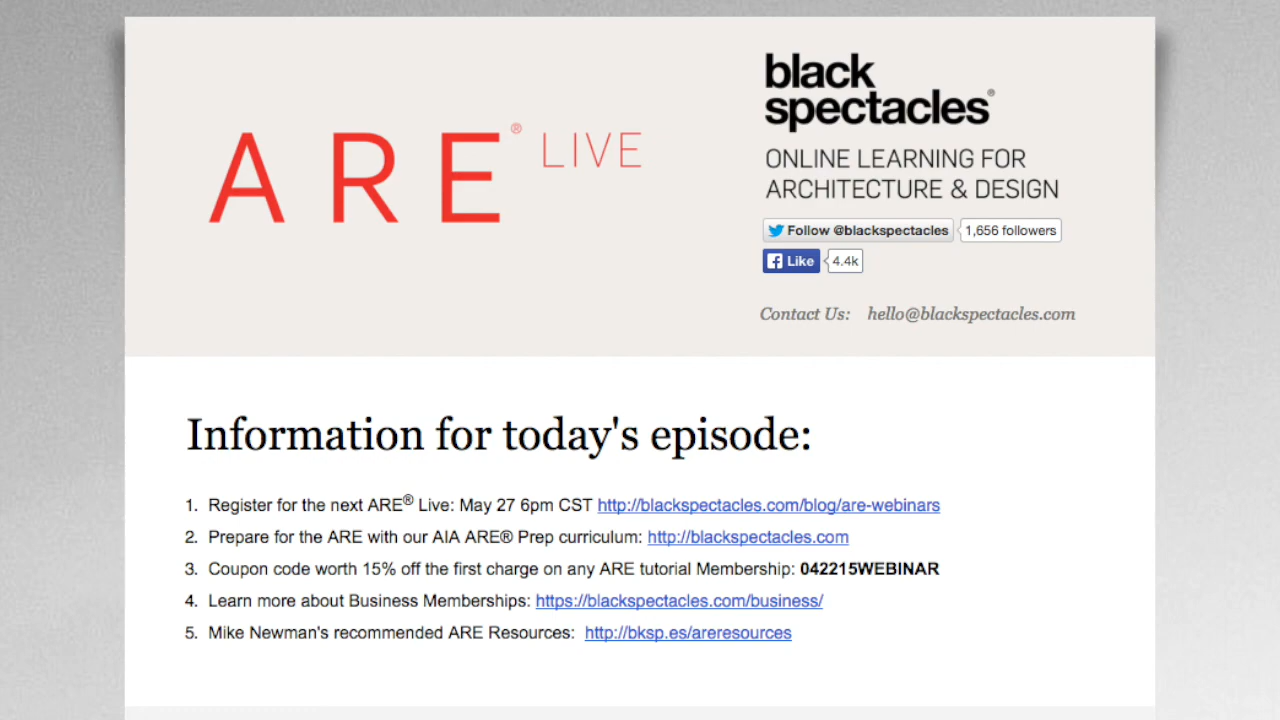 ARE® LIVE
black
spectacles®
ONLINE LEARNING FOR
ARCHITECTURE & DESIGN
Follow @blackspectacles 1,656 followers
Like 4.4k
Contact Us: hello@blackspectacles.com
Information for today's episode:
1. Register for the next ARE® Live: May 27 6pm CST http://blackspectacles.com/blog/are-webinars
2. Prepare for the ARE with our AIA ARE® Prep curriculum: http://blackspectacles.com
3. Coupon code worth 15% off the first charge on any ARE tutorial Membership: 042215WEBINAR
4. Learn more about Business Memberships: https://blackspectacles.com/business/
5. Mike Newman's recommended ARE Resources: http://bksp.es/areresources